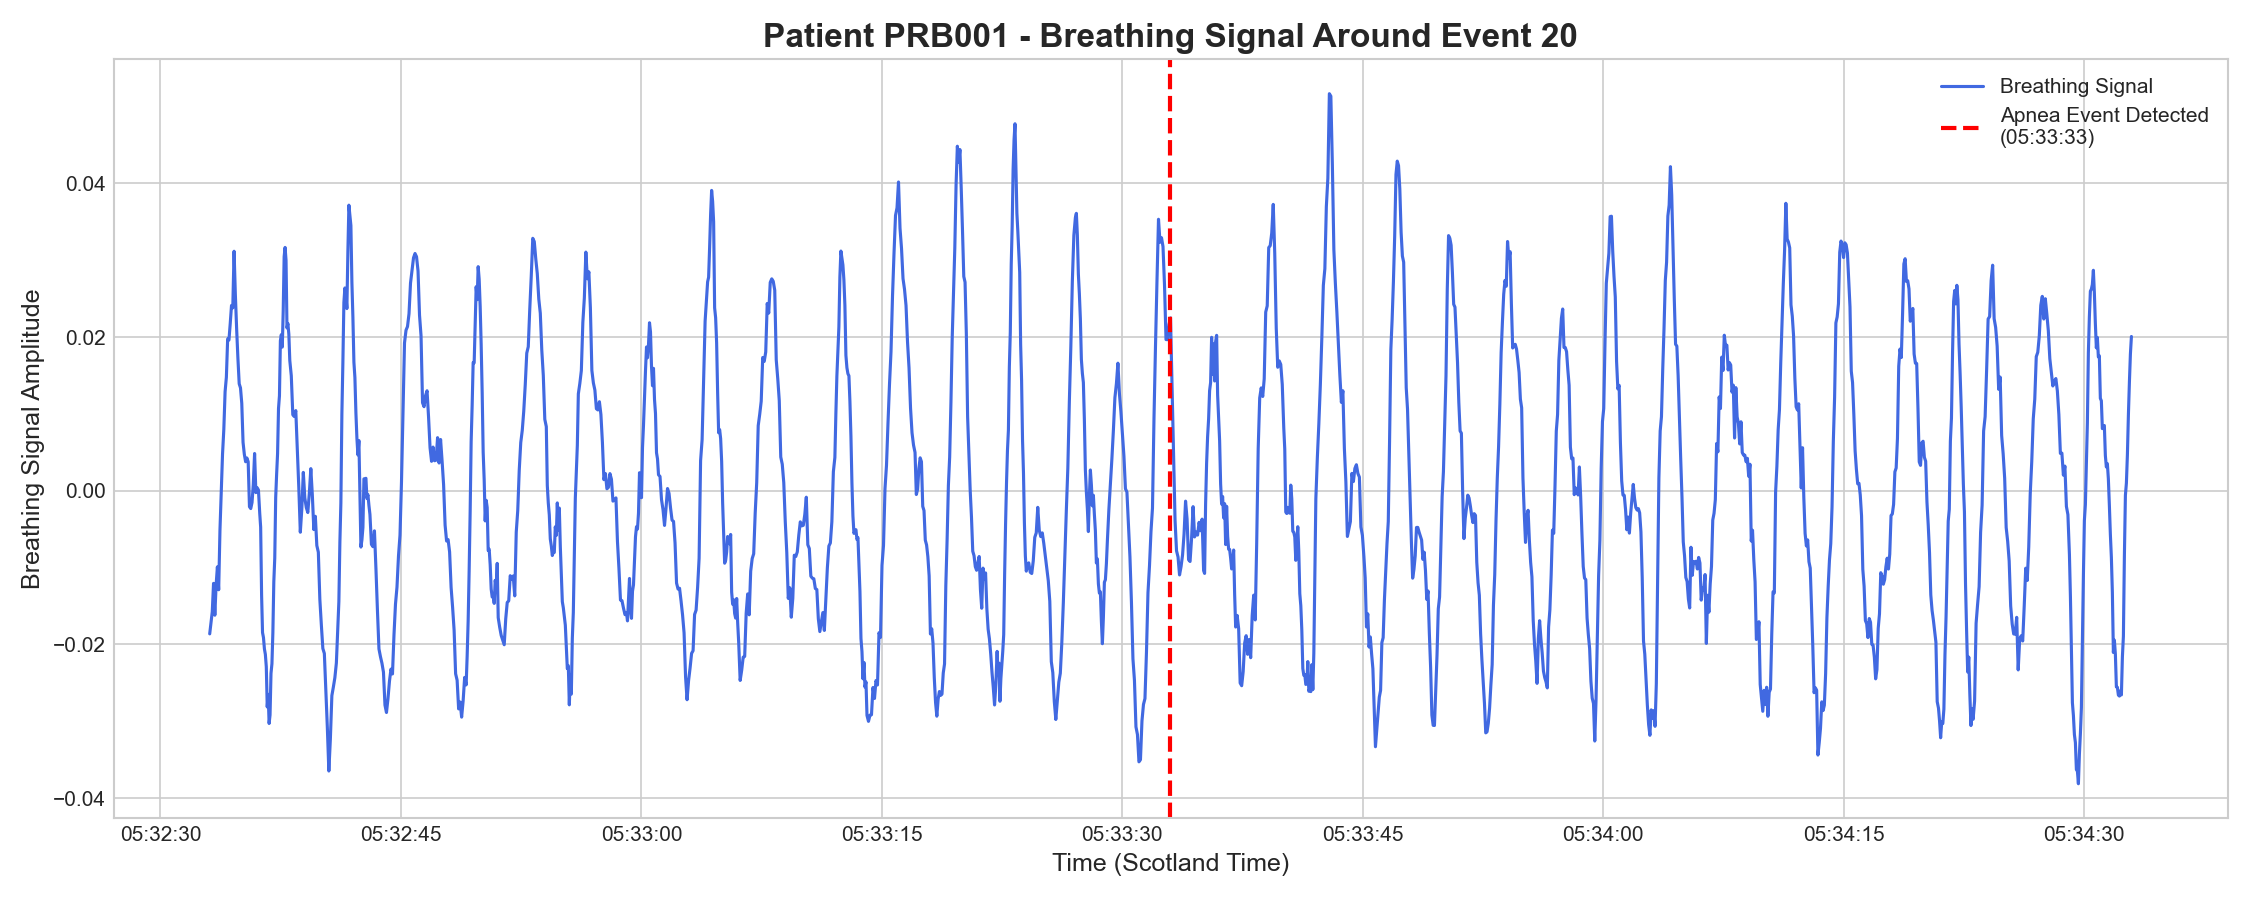 Patient PRB001 - Breathing Signal Around Event 20
Breathing Signal
Apnea Event Detected
(05:33:33)
Breathing Signal Amplitude
0.04
0.02
0.00
−0.02
−0.04
05:32:30 05:32:45 05:33:00 05:33:15 05:33:30 05:33:45 05:34:00 05:34:15 05:34:30
Time (Scotland Time)